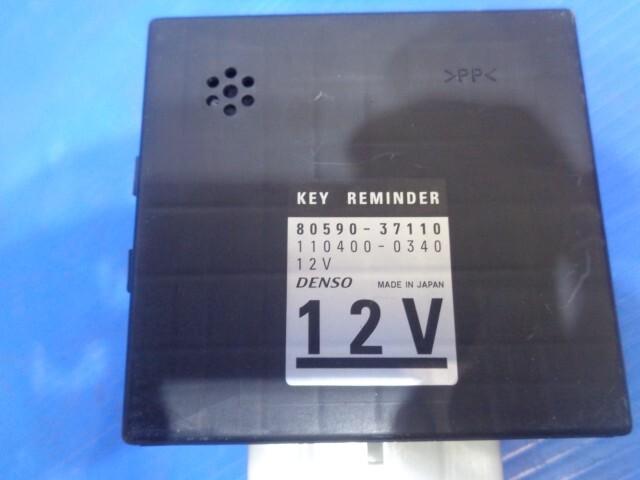 >PP<
KEY REMINDER
80590-37110
110400-0340
12V
DENSO MADE IN JAPAN
12V